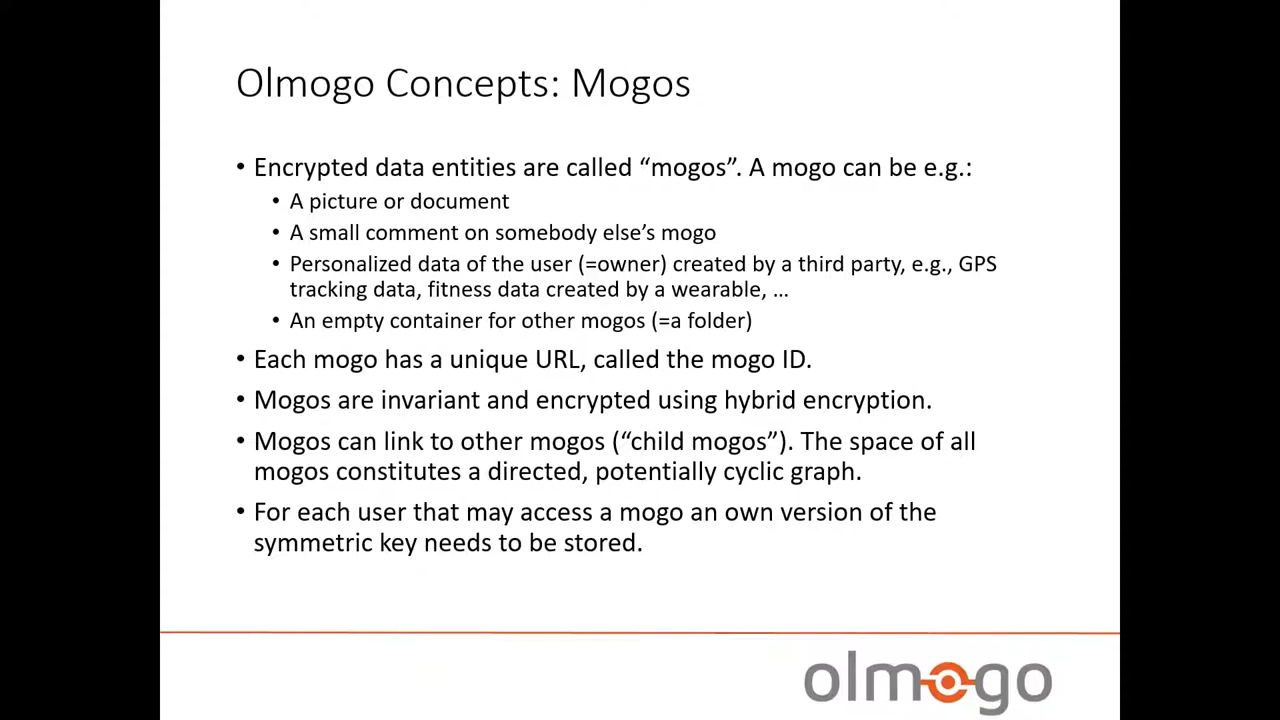 Olmogo Concepts: Mogos
• Encrypted data entities are called “mogos”. A mogo can be e.g.:
• A picture or document
• A small comment on somebody else’s mogo
• Personalized data of the user (=owner) created by a third party, e.g., GPS
tracking data, fitness data created by a wearable, …
• An empty container for other mogos (=a folder)
• Each mogo has a unique URL, called the mogo ID.
• Mogos are invariant and encrypted using hybrid encryption.
• Mogos can link to other mogos (“child mogos”). The space of all
mogos constitutes a directed, potentially cyclic graph.
• For each user that may access a mogo an own version of the
symmetric key needs to be stored.
olmogo